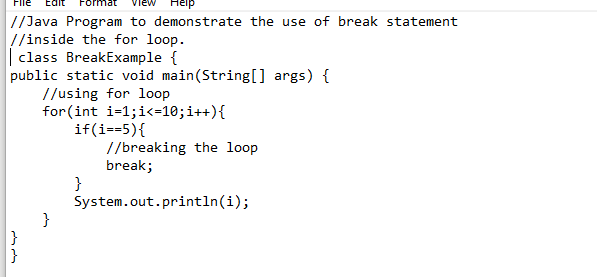 File Edit Format View Help
//Java Program to demonstrate the use of break statement
//inside the for loop.
class BreakExample {
public static void main(String[] args) {
    //using for loop
    for(int i=1;i<=10;i++){
        if(i==5){
            //breaking the loop
            break;
        }
        System.out.println(i);
    }
}
}